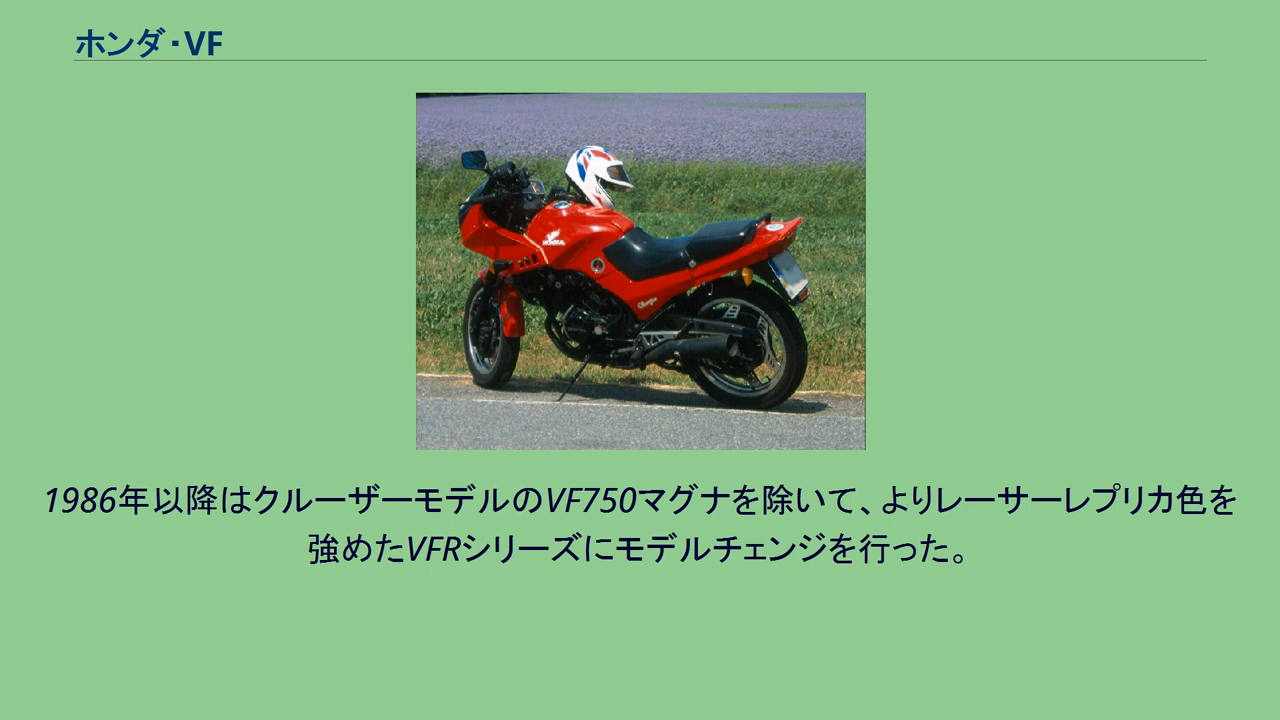 ホンダ・VF
HONDA
1986年以降はクルーザーモデルのVF750マグナを除いて、よりレーサーレプリカ色を
強めたVFRシリーズにモデルチェンジを行った。